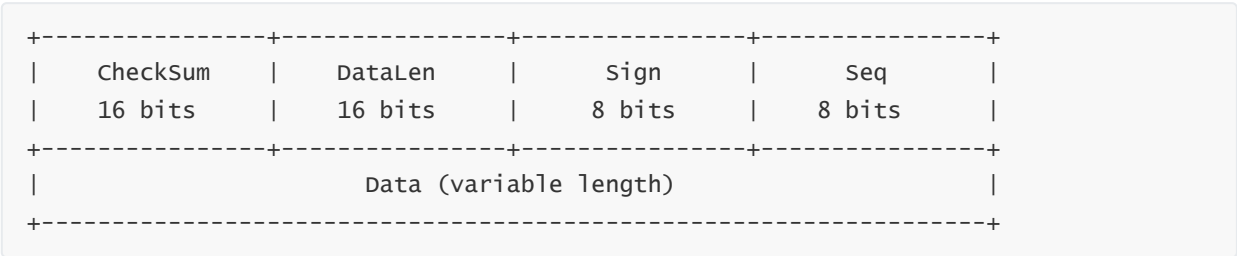 +----------------+---------------+----------------+---------------+
|    CheckSum    |    DataLen    |      Sign      |      Seq      |
|    16 bits     |    16 bits    |     8 bits     |    8 bits     |
+----------------+---------------+----------------+---------------+
|                      Data (variable length)                     |
+-----------------------------------------------------------------+